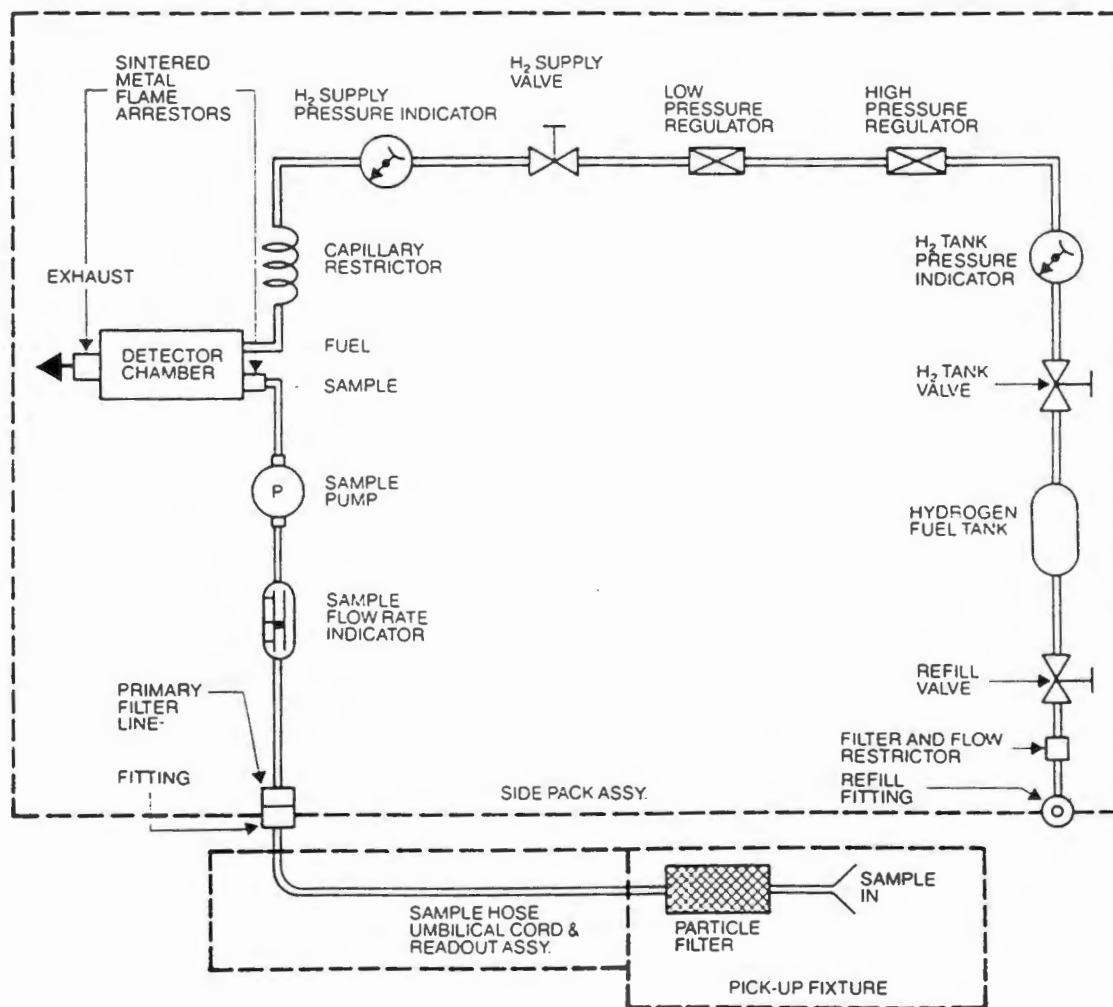 SINTERED
METAL
FLAME
ARRESTORS
H₂ SUPPLY
PRESSURE INDICATOR
H₂ SUPPLY
VALVE
LOW
PRESSURE
REGULATOR
HIGH
PRESSURE
REGULATOR
CAPILLARY
RESTRICTOR
H₂ TANK
PRESSURE
INDICATOR
EXHAUST
DETECTOR
CHAMBER
FUEL
SAMPLE
H₂ TANK
VALVE
P
SAMPLE
PUMP
HYDROGEN
FUEL TANK
SAMPLE
FLOW RATE
INDICATOR
PRIMARY
FILTER
LINE-
REFILL
VALVE
FITTING
FILTER AND FLOW
RESTRICTOR
REFILL
FITTING
SIDE PACK ASSY.
SAMPLE HOSE
UMBILICAL CORD &
READOUT ASSY.
PARTICLE
FILTER
SAMPLE
IN
PICK-UP FIXTURE